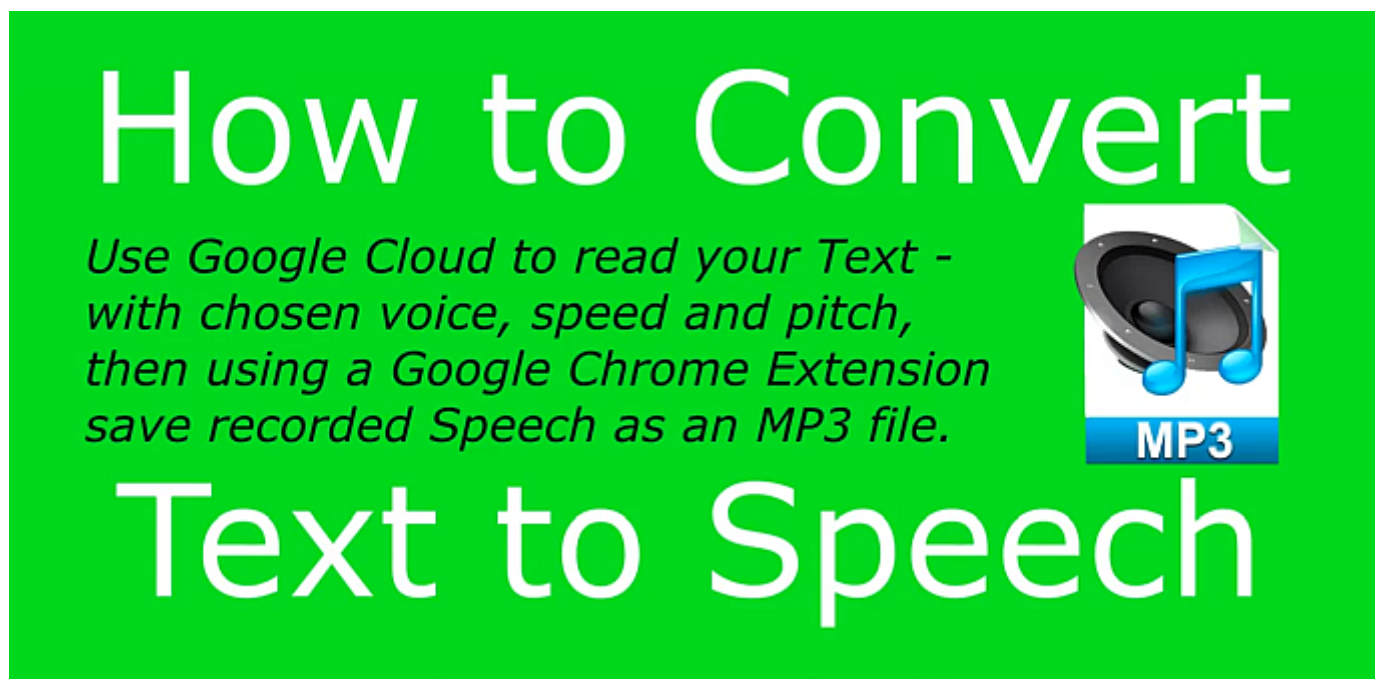 How to Convert
Use Google Cloud to read your Text -
with chosen voice, speed and pitch,
then using a Google Chrome Extension
save recorded Speech as an MP3 file.
MP3
Text to Speech